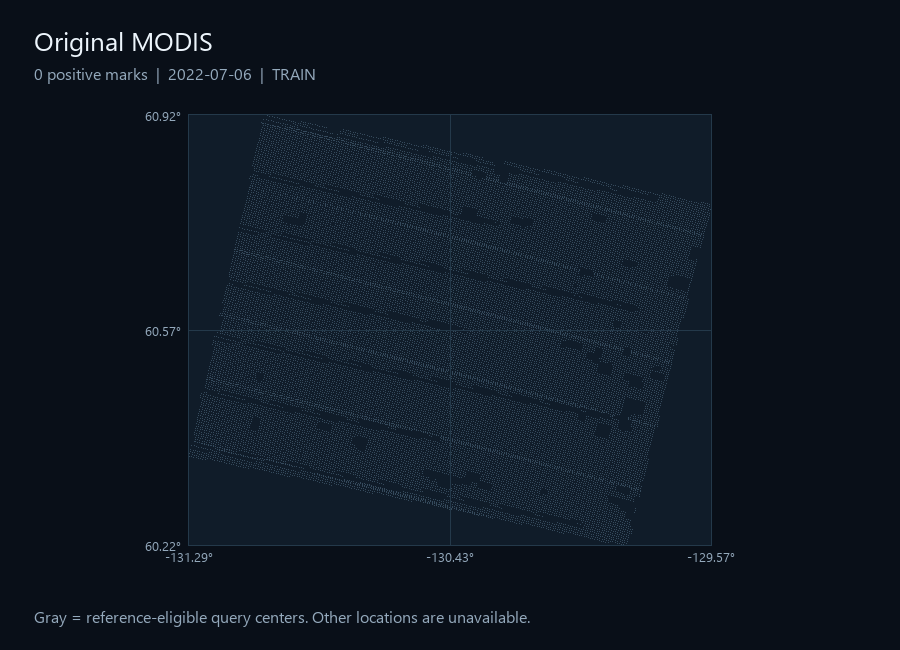 Original MODIS
0 positive marks | 2022-07-06 | TRAIN
60.92°
60.57°
60.22°
-131.29°
-130.43°
-129.57°
Gray = reference-eligible query centers. Other locations are unavailable.